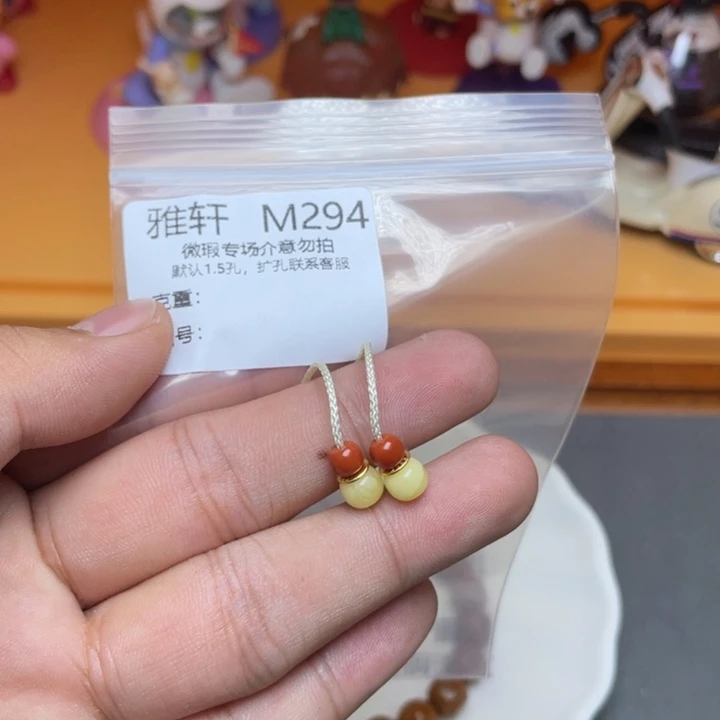 雅轩 M294
微瑕专场介意勿拍
默认1.5孔，扩孔联系客服
克重：
号：